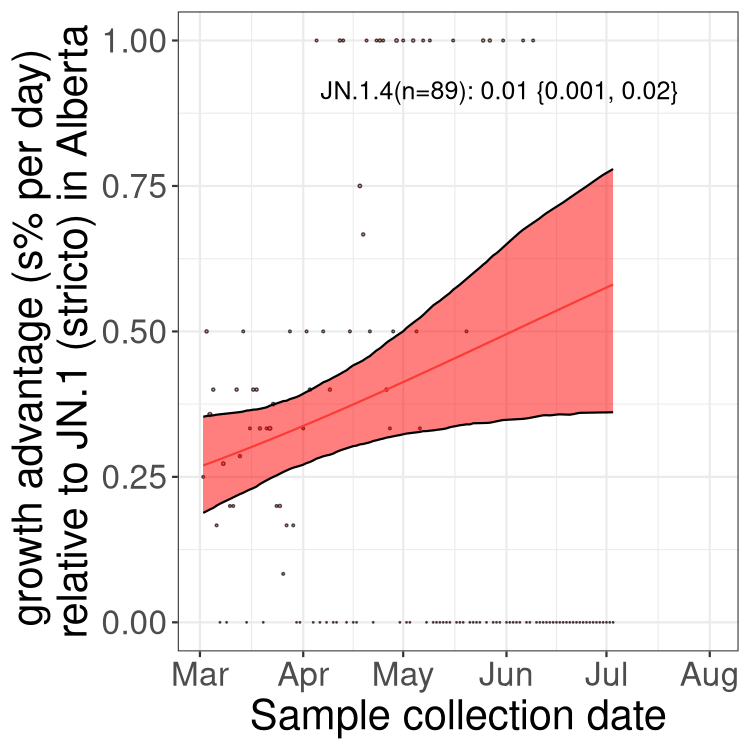 growth advantage (s% per day)
relative to JN.1 (stricto) in Alberta
1.00
0.75
0.50
0.25
0.00
JN.1.4(n=89): 0.01 {0.001, 0.02}
Mar Apr May Jun Jul Aug
Sample collection date